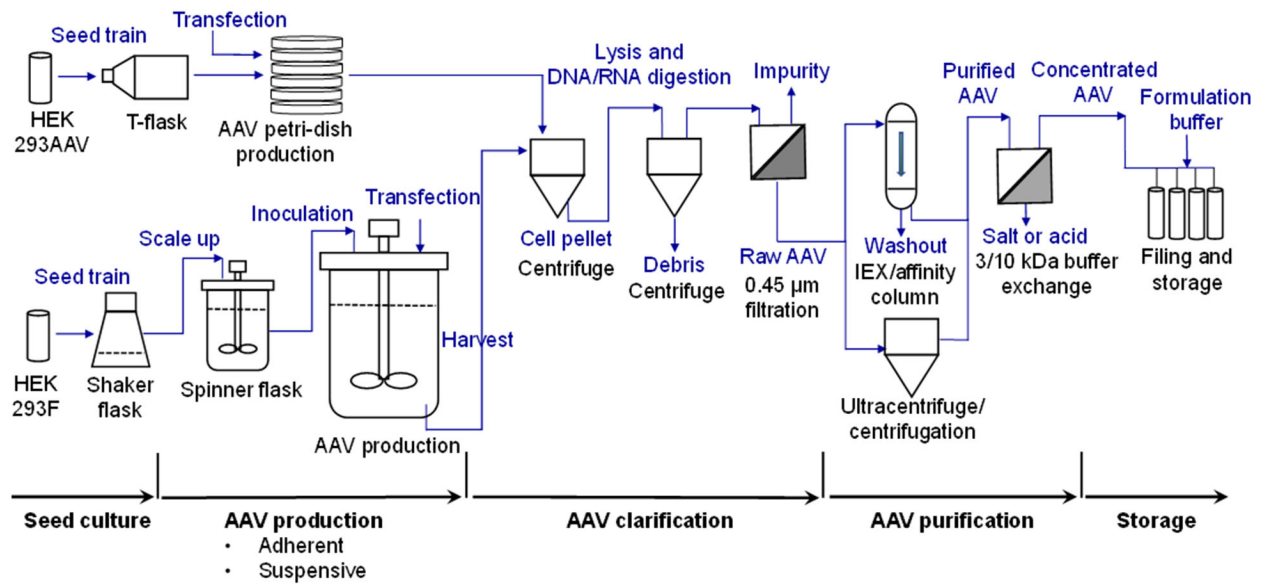 Transfection
Seed train
HEK
293AAV
T-flask
AAV petri-dish
production
Lysis and
DNA/RNA digestion
Impurity
Purified
AAV
Concentrated
AAV
Formulation
buffer
Seed train
HEK
293F
Shaker
flask
Scale up
Spinner flask
Inoculation
Transfection
Harvest
AAV production
Cell pellet
Centrifuge
Debris
Centrifuge
Raw AAV
0.45 µm
filtration
Washout
IEX/affinity
column
Ultracentrifuge/
centrifugation
Salt or acid
3/10 kDa buffer
exchange
Filing and
storage
Seed culture
AAV production
• Adherent
• Suspensive
AAV clarification
AAV purification
Storage